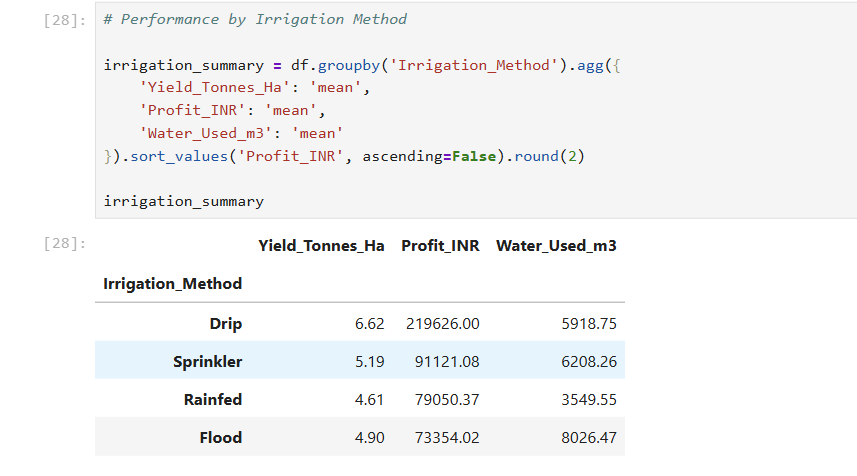 [28]: # Performance by Irrigation Method
irrigation_summary = df.groupby('Irrigation_Method').agg({
    'Yield_Tonnes_Ha': 'mean',
    'Profit_INR': 'mean',
    'Water_Used_m3': 'mean'
}).sort_values('Profit_INR', ascending=False).round(2)
irrigation_summary
[28]: Yield_Tonnes_Ha Profit_INR Water_Used_m3
Irrigation_Method
Drip 6.62 219626.00 5918.75
Sprinkler 5.19 91121.08 6208.26
Rainfed 4.61 79050.37 3549.55
Flood 4.90 73354.02 8026.47